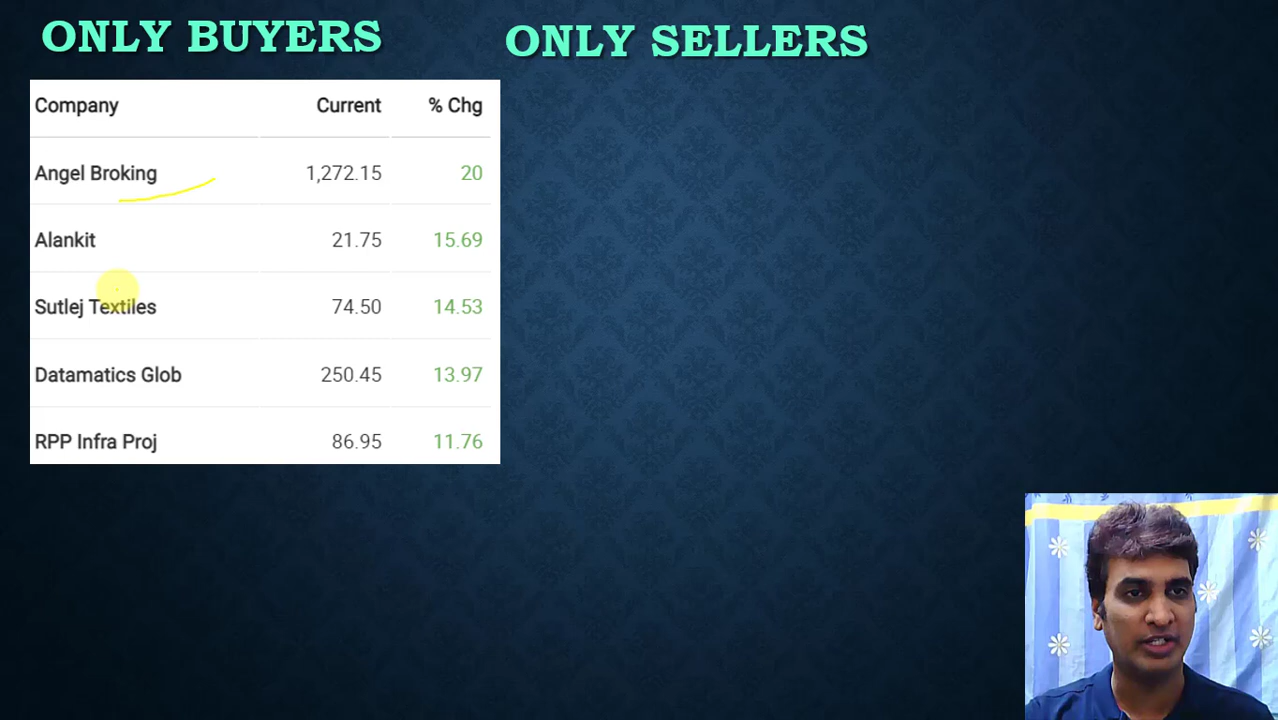 ONLY BUYERS
ONLY SELLERS
Company Current % Chg
Angel Broking 1,272.15 20
Alankit 21.75 15.69
Sutlej Textiles 74.50 14.53
Datamatics Glob 250.45 13.97
RPP Infra Proj 86.95 11.76